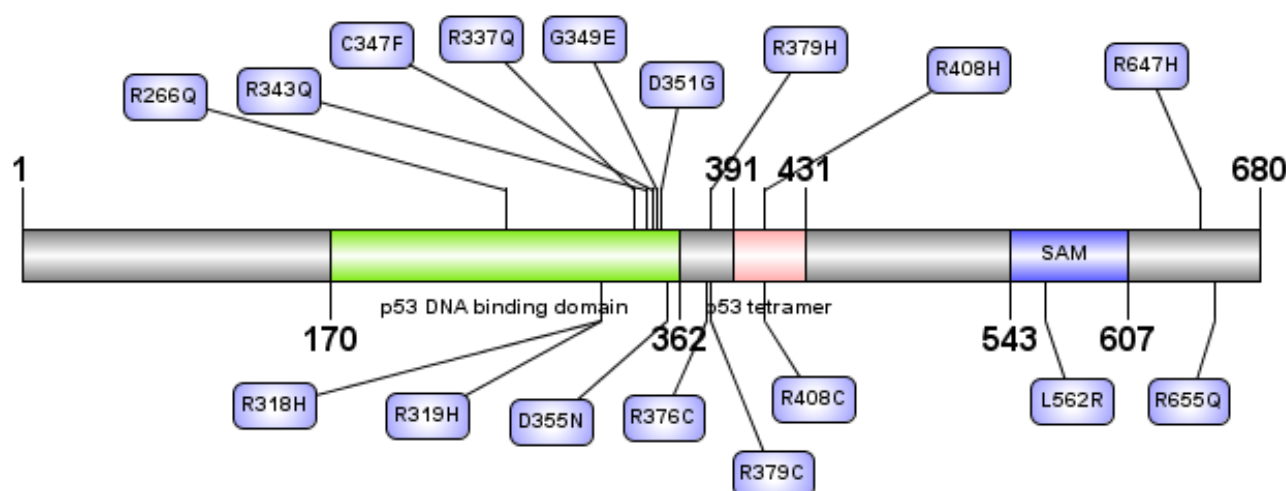 C347F
R337Q
G349E
R379H
R408H
R647H
R266Q
R343Q
D351G
1
391
431
680
SAM
p53 DNA binding domain
p53 tetramer
170
362
543
607
R318H
R319H
D355N
R376C
R408C
L562R
R655Q
R379C